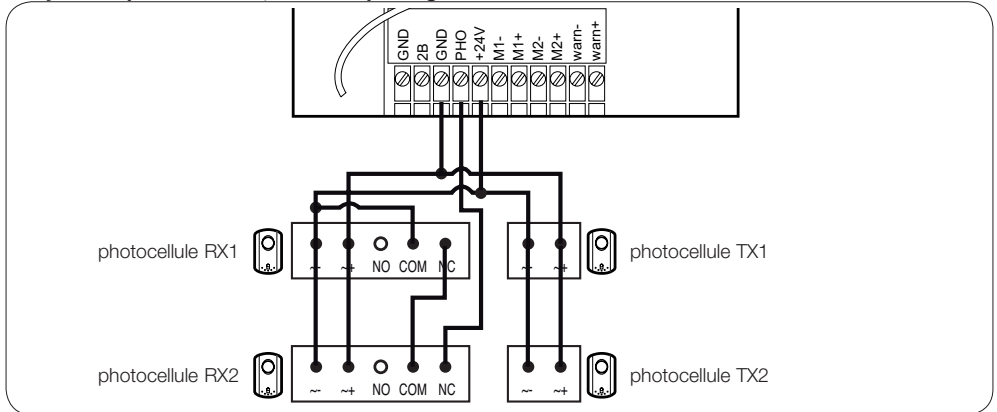 GND 2B GND PHO +24V M1- M1+ M2- M2+ warn- warn+
photocellule RX1
~- ~+ NO COM NC
~- ~+
photocellule TX1
photocellule RX2
~- ~+ NO COM NC
~- ~+
photocellule TX2